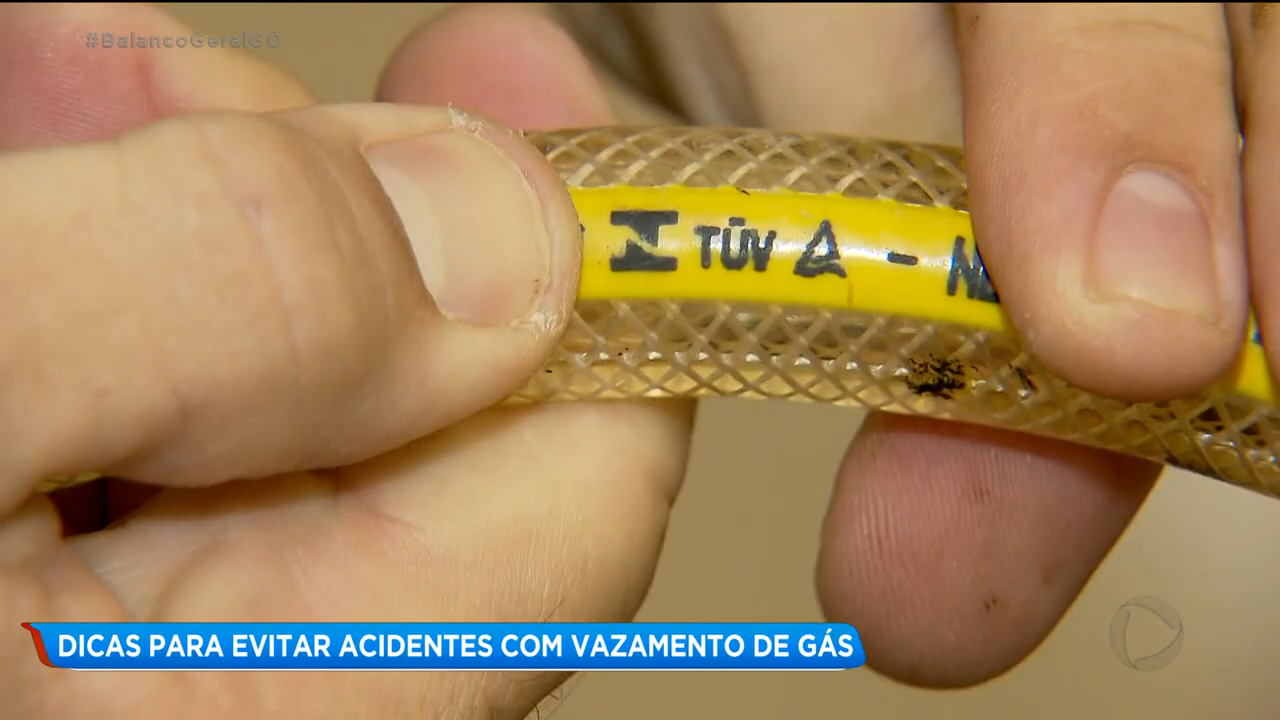 #BalancoGeralGO
TÜV - N
DICAS PARA EVITAR ACIDENTES COM VAZAMENTO DE GÁS